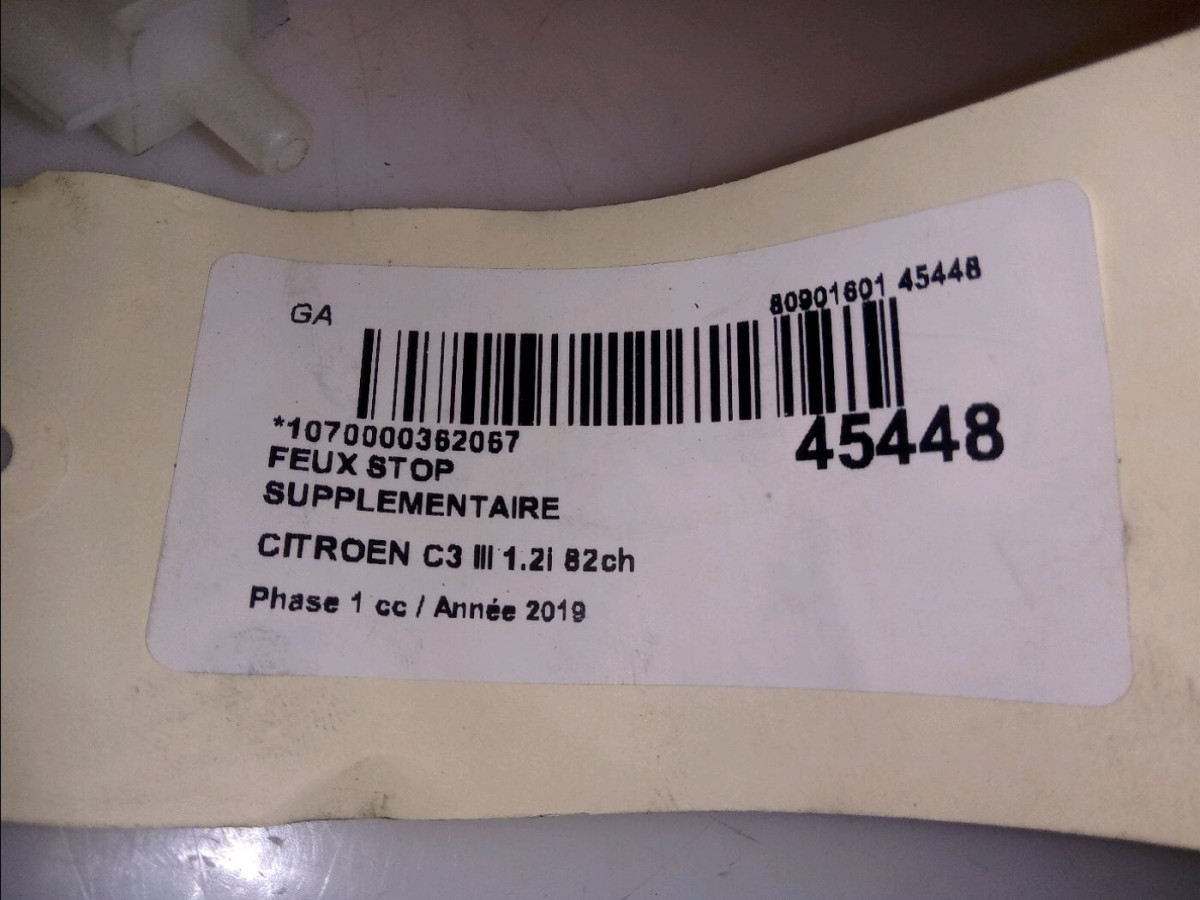 GA
80901601 45448
*1070000362067
45448
FEUX STOP
SUPPLEMENTAIRE
CITROEN C3 III 1.2i 82ch
Phase 1 cc / Année 2019